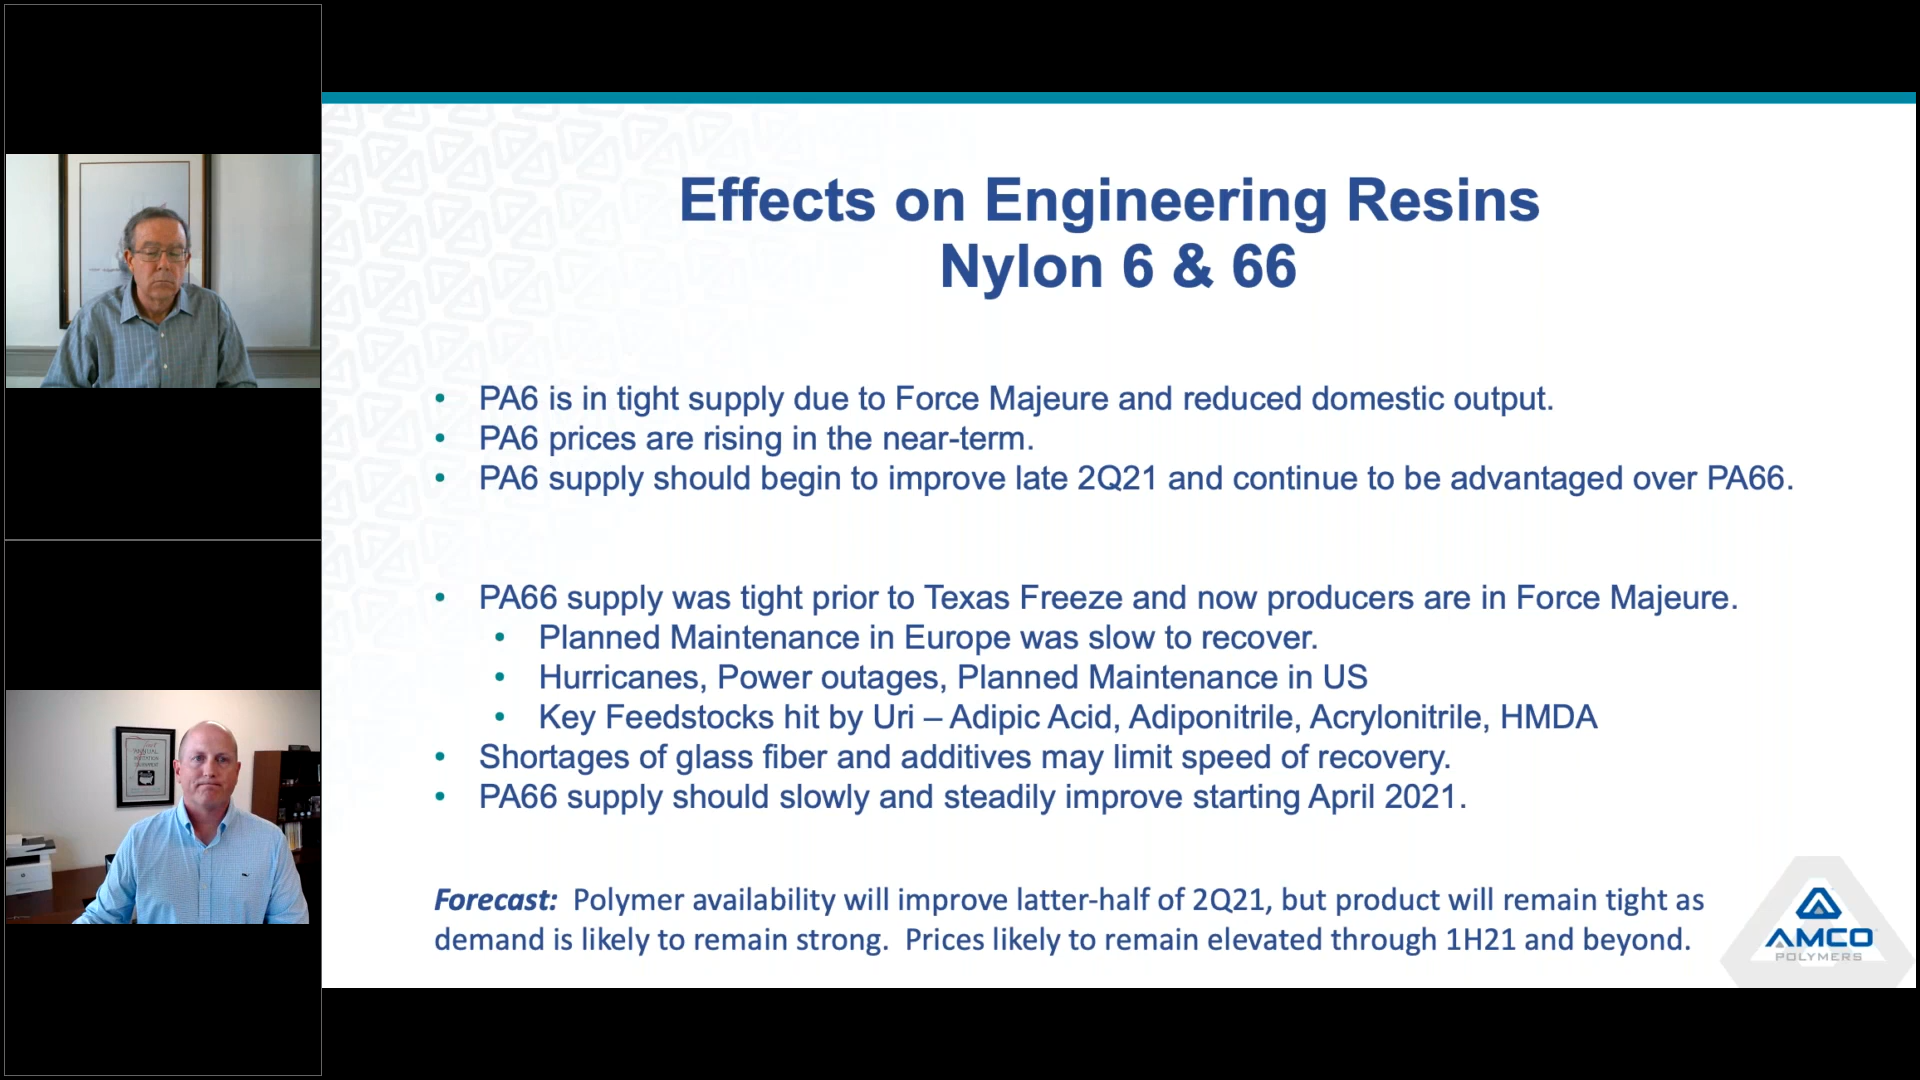 Effects on Engineering Resins
Nylon 6 & 66
• PA6 is in tight supply due to Force Majeure and reduced domestic output.
• PA6 prices are rising in the near-term.
• PA6 supply should begin to improve late 2Q21 and continue to be advantaged over PA66.
• PA66 supply was tight prior to Texas Freeze and now producers are in Force Majeure.
• Planned Maintenance in Europe was slow to recover.
• Hurricanes, Power outages, Planned Maintenance in US
• Key Feedstocks hit by Uri – Adipic Acid, Adiponitrile, Acrylonitrile, HMDA
• Shortages of glass fiber and additives may limit speed of recovery.
• PA66 supply should slowly and steadily improve starting April 2021.
Forecast: Polymer availability will improve latter-half of 2Q21, but product will remain tight as
demand is likely to remain strong. Prices likely to remain elevated through 1H21 and beyond.
AMCO
POLYMERS